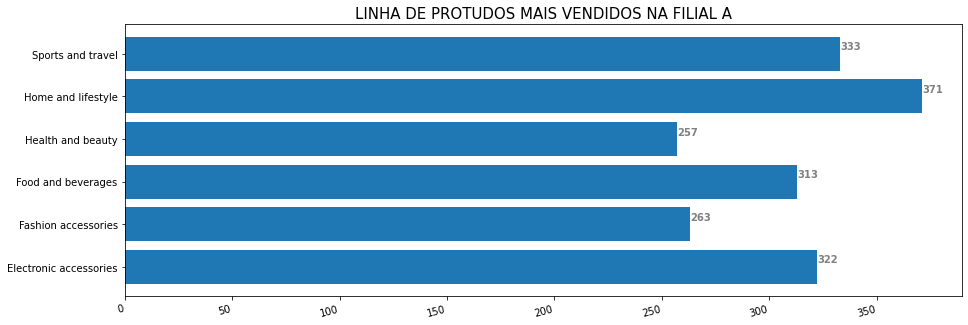 LINHA DE PROTUDOS MAIS VENDIDOS NA FILIAL A
Sports and travel 333
Home and lifestyle 371
Health and beauty 257
Food and beverages 313
Fashion accessories 263
Electronic accessories 322
0 50 100 150 200 250 300 350